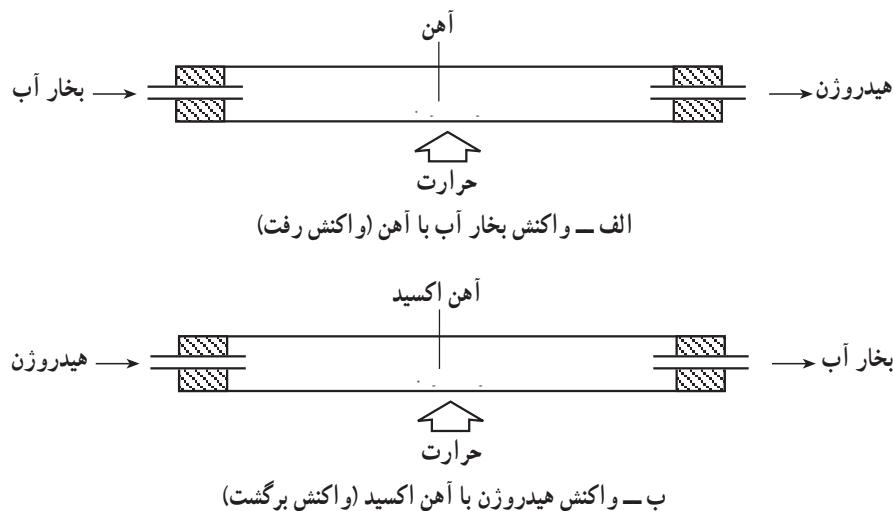 آهن
بخار آب
هیدروژن
حرارت
الف ــ واکنش بخار آب با آهن (واکنش رفت)
آهن اکسید
هیدروژن
بخار آب
حرارت
ب ــ واکنش هیدروژن با آهن اکسید (واکنش برگشت)